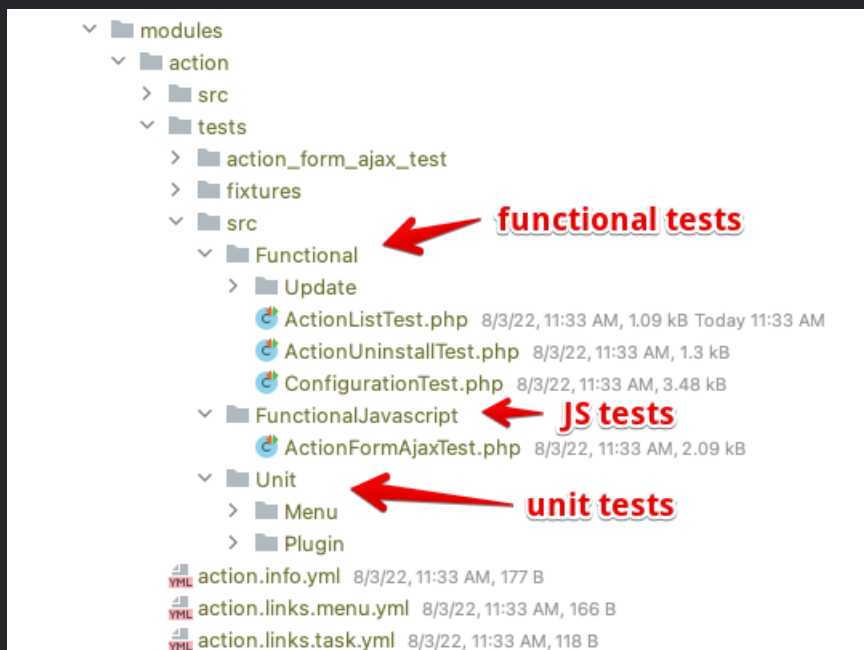 modules
action
src
tests
action_form_ajax_test
fixtures
src
functional tests
Functional
Update
ActionListTest.php 8/3/22, 11:33 AM, 1.09 kB Today 11:33 AM
ActionUninstallTest.php 8/3/22, 11:33 AM, 1.3 kB
ConfigurationTest.php 8/3/22, 11:33 AM, 3.48 kB
FunctionalJavascript JS tests
ActionFormAjaxTest.php 8/3/22, 11:33 AM, 2.09 kB
Unit
unit tests
Menu
Plugin
YML action.info.yml 8/3/22, 11:33 AM, 177 B
YML action.links.menu.yml 8/3/22, 11:33 AM, 166 B
YML action.links.task.yml 8/3/22, 11:33 AM, 118 B